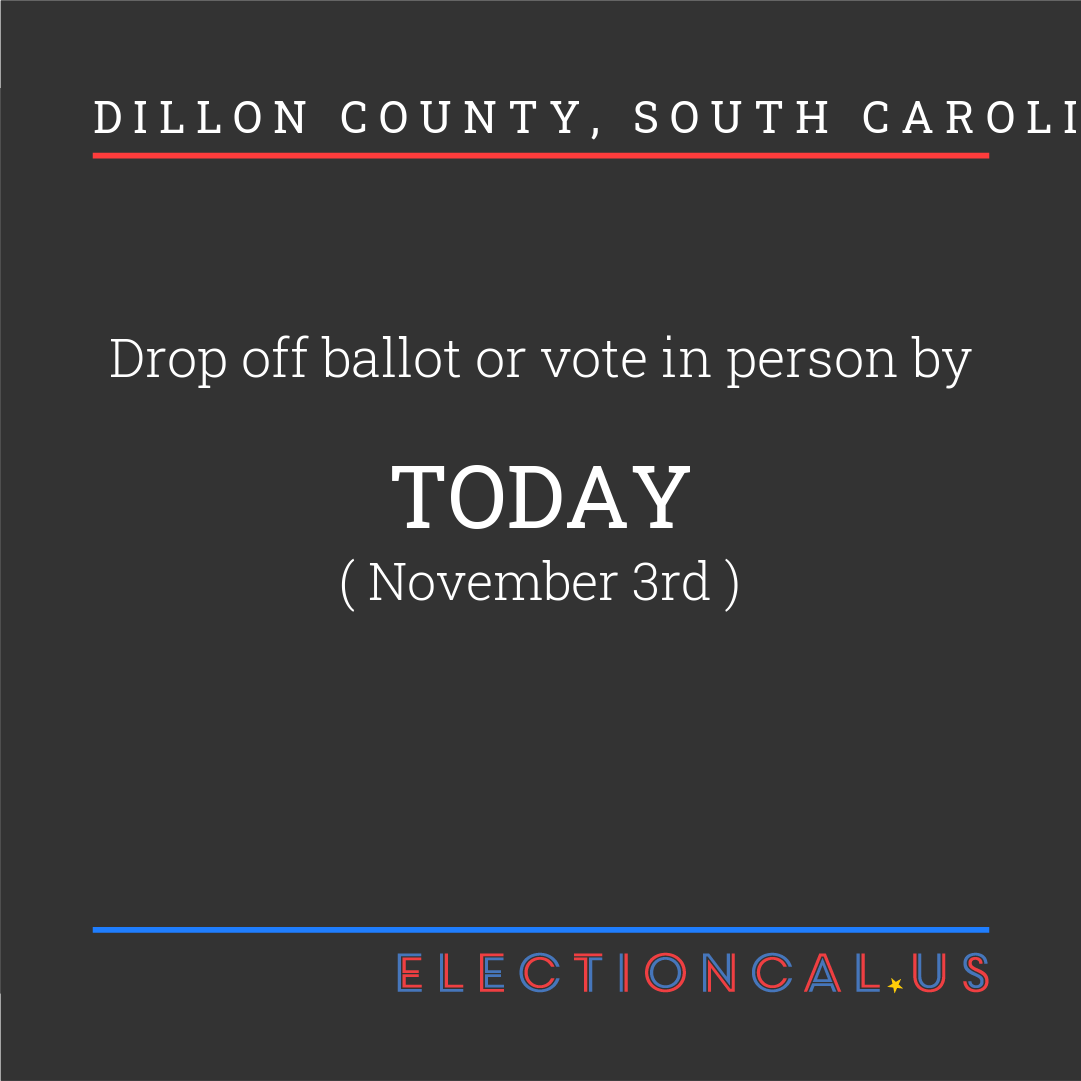 DILLON COUNTY, SOUTH CAROLI
Drop off ballot or vote in person by
TODAY
( November 3rd )
ELECTIONCAL.US